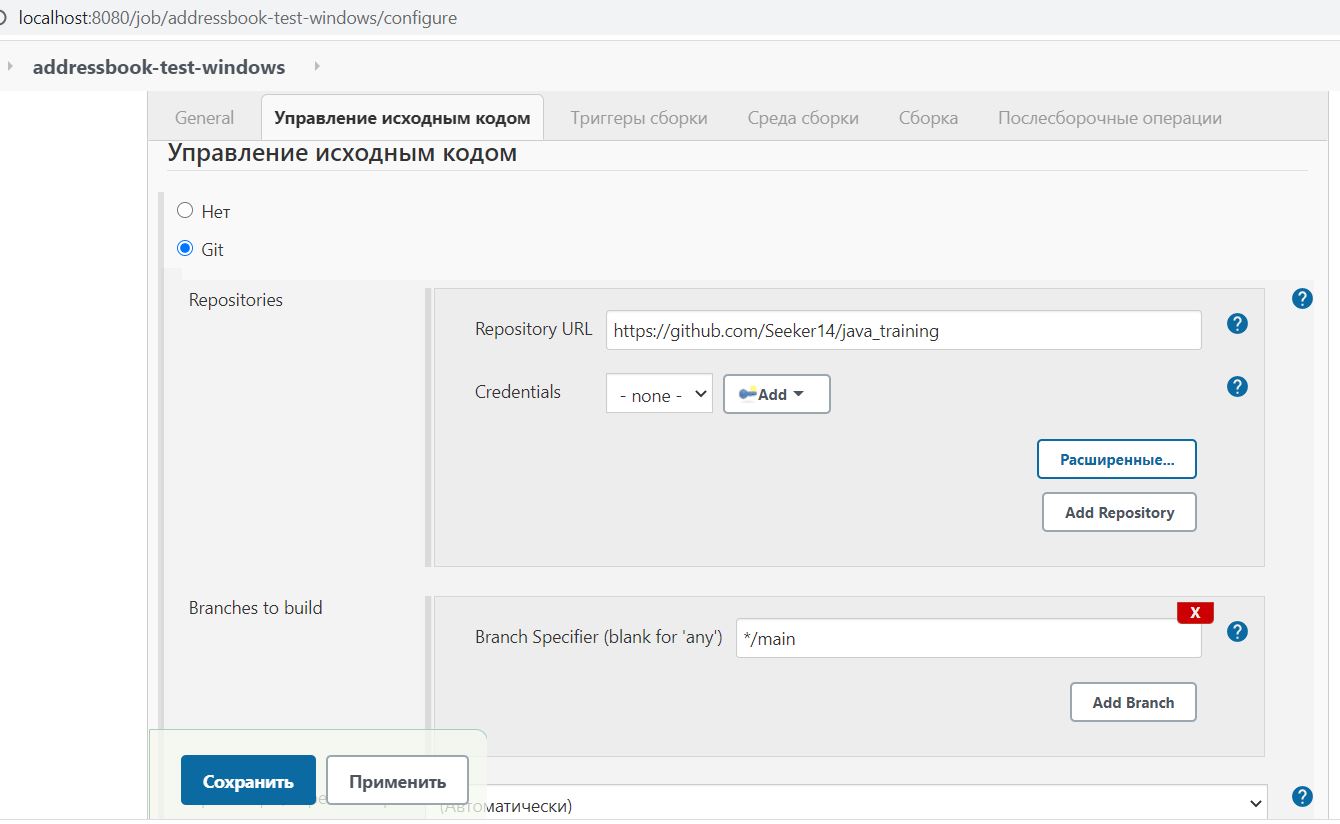 localhost:8080/job/addressbook-test-windows/configure
addressbook-test-windows
General Управление исходным кодом Триггеры сборки Среда сборки Сборка Послесборочные операции
Управление исходным кодом
Нет
Git
Repositories
?
Repository URL https://github.com/Seeker14/java_training ?
Credentials - none - Add ?
Расширенные...
Add Repository
Branches to build
X
Branch Specifier (blank for 'any') */main ?
Add Branch
Сохранить Применить
(Автоматически) ?